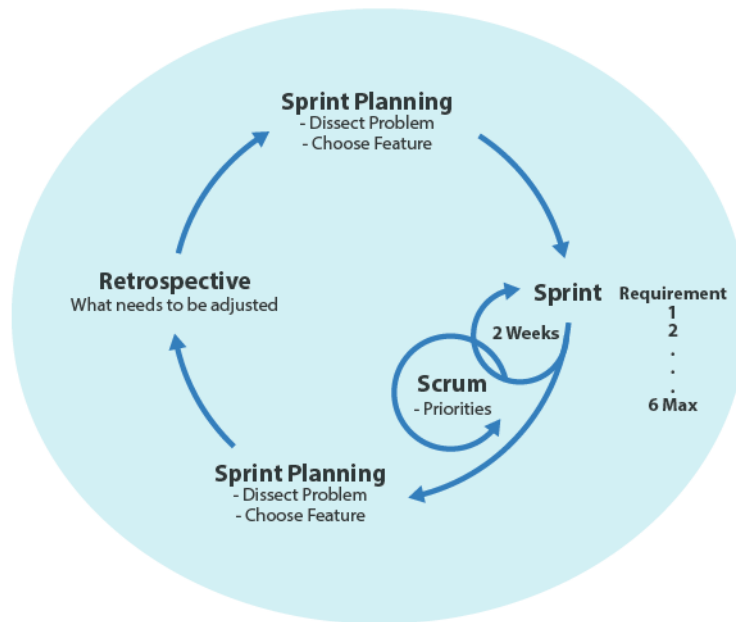 Sprint Planning
- Dissect Problem
- Choose Feature
Retrospective
What needs to be adjusted
Sprint
2 Weeks
Requirement
1
2
.
.
.
6 Max
Scrum
- Priorities
Sprint Planning
- Dissect Problem
- Choose Feature